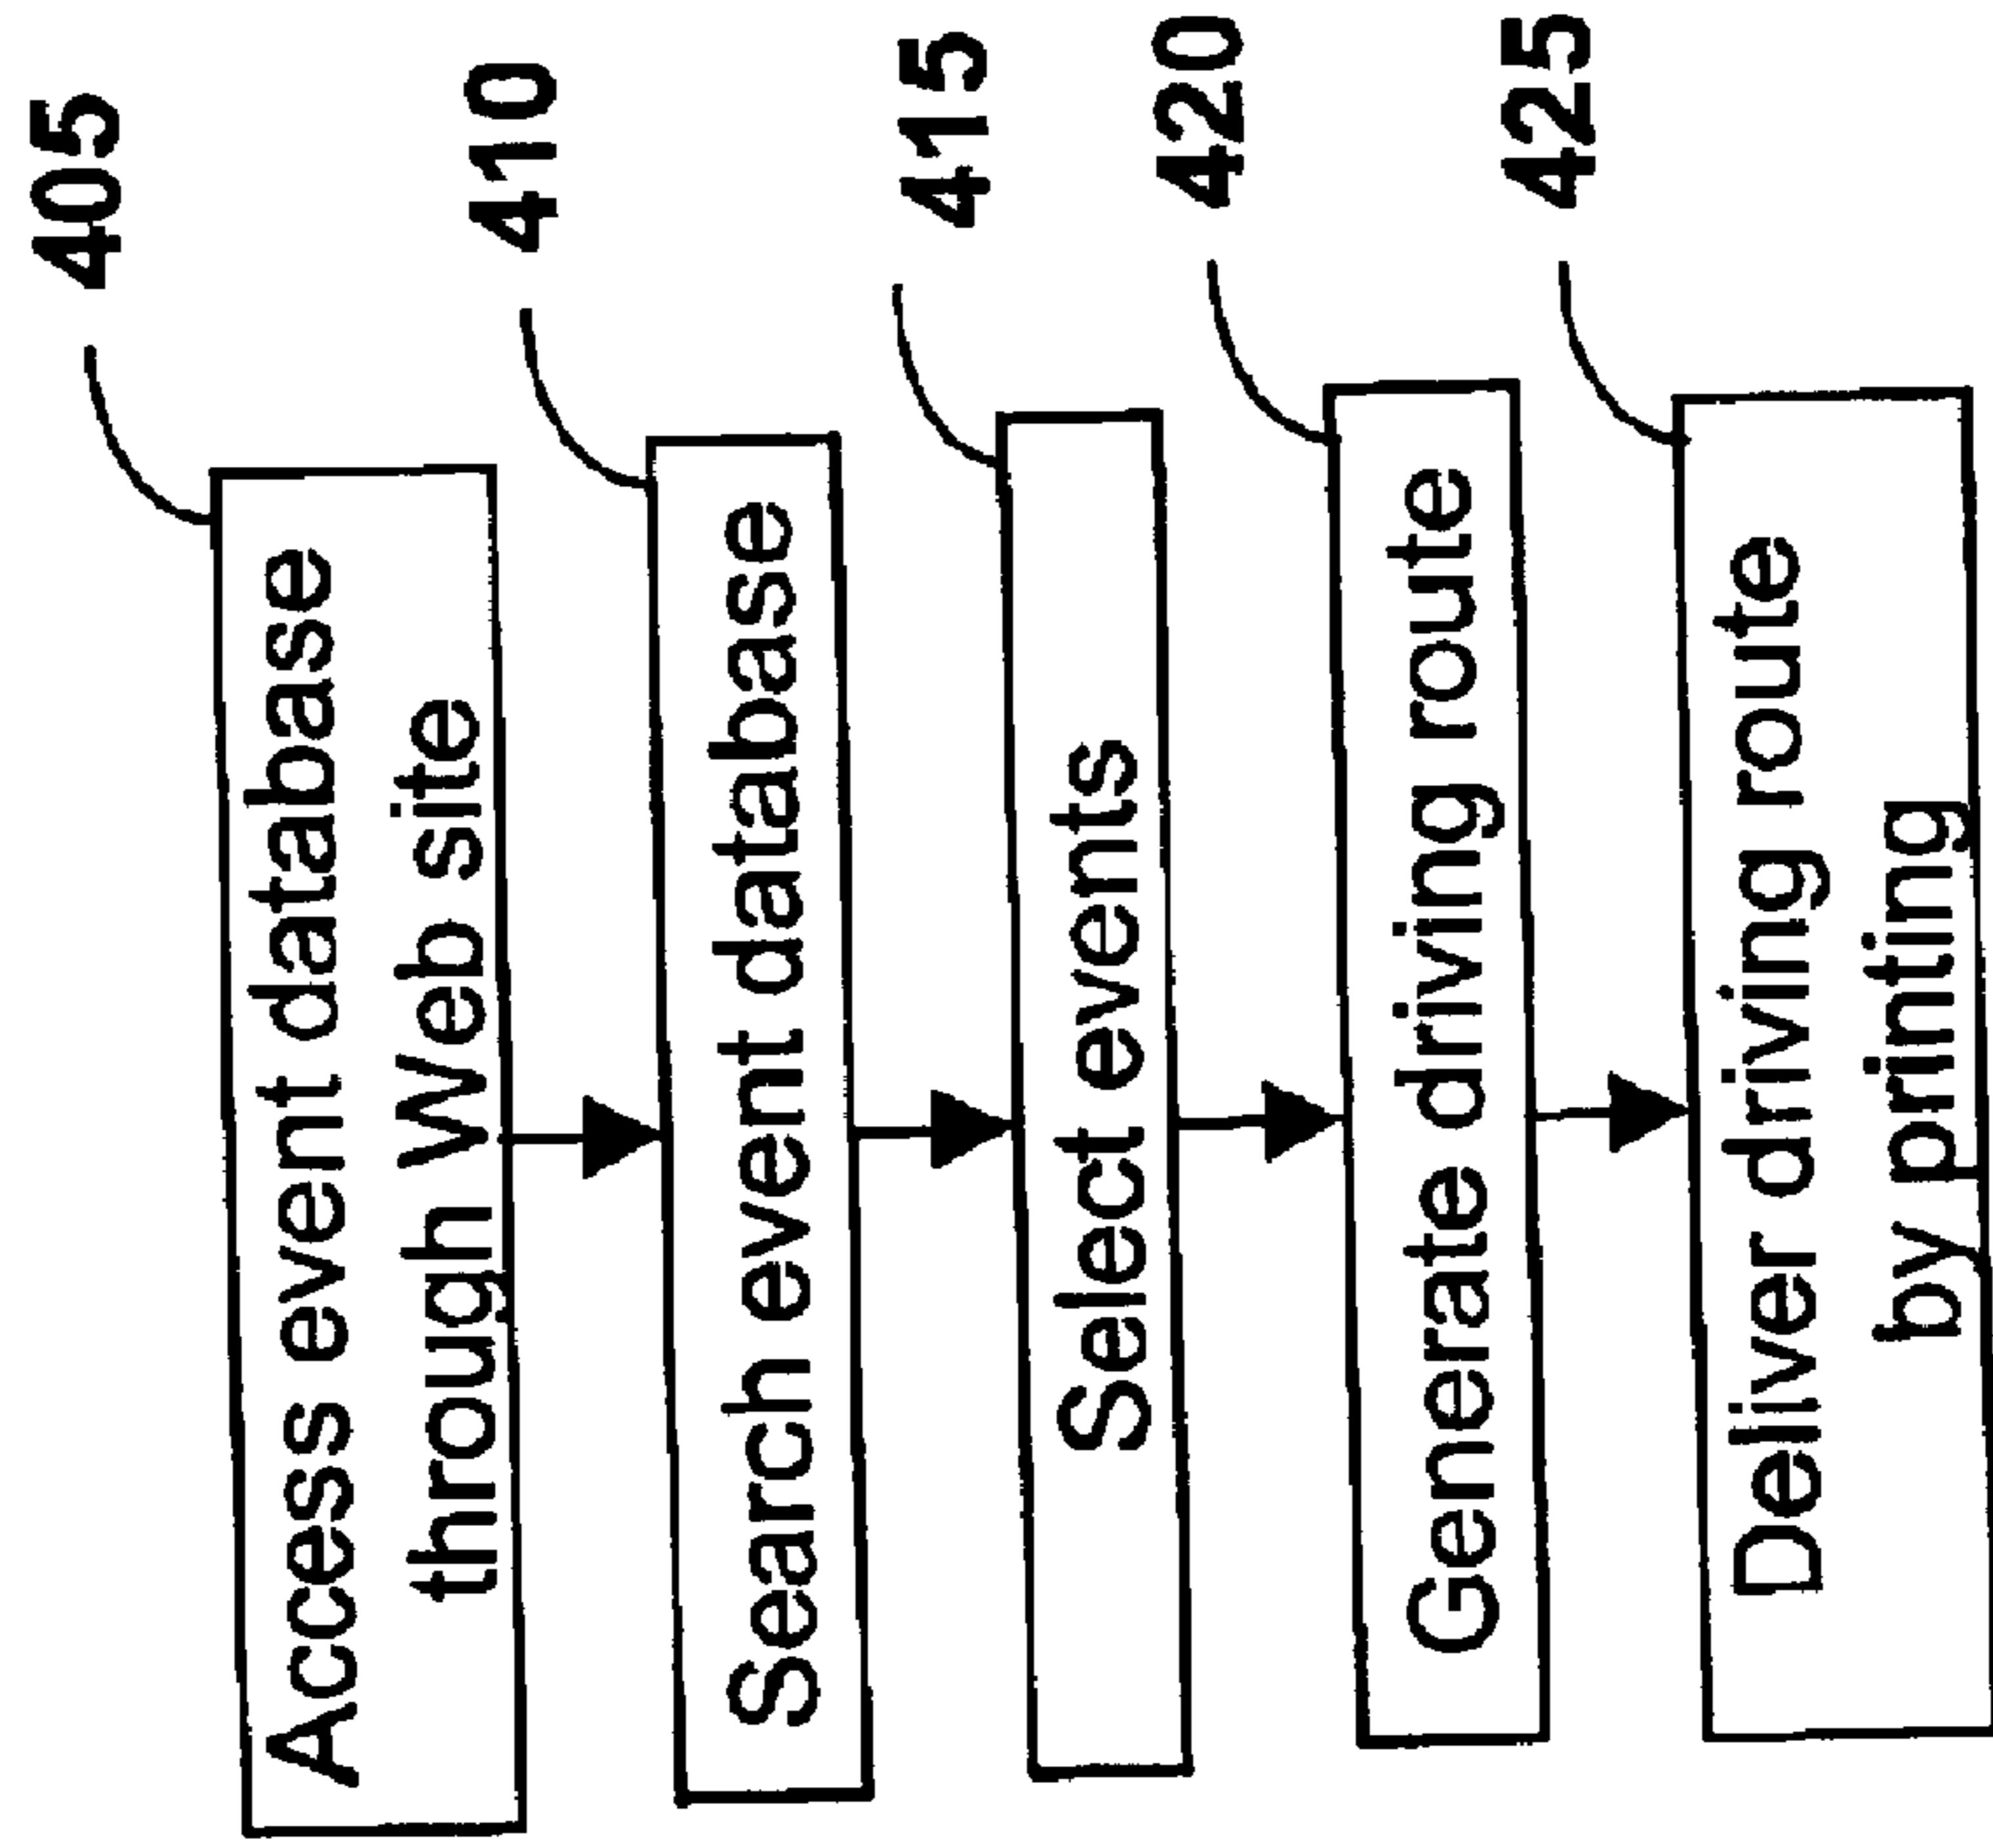 405
Access event database
through Web site
410
Search event database
415
Select events
420
Generate driving route
425
Deliver driving route
by printing